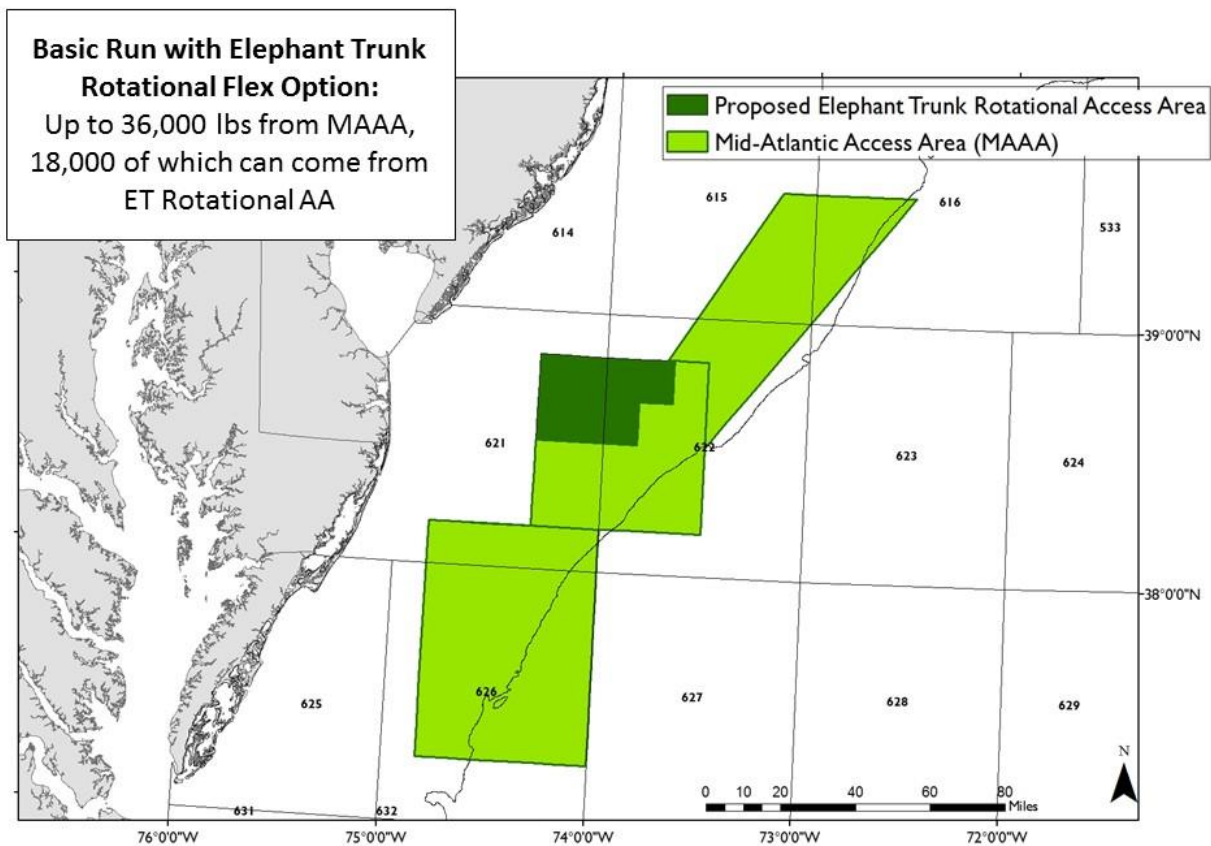 Basic Run with Elephant Trunk
Rotational Flex Option:
Up to 36,000 lbs from MAAA,
18,000 of which can come from
ET Rotational AA
Proposed Elephant Trunk Rotational Access Area
Mid-Atlantic Access Area (MAAA)
615
616
614
533
39°0'0"N
621
622
623
624
38°0'0"N
626
625
627
628
629
N
0 5 10 20 40 60 80
Miles
631
632
76°0'0"W
75°0'0"W
74°0'0"W
73°0'0"W
72°0'0"W